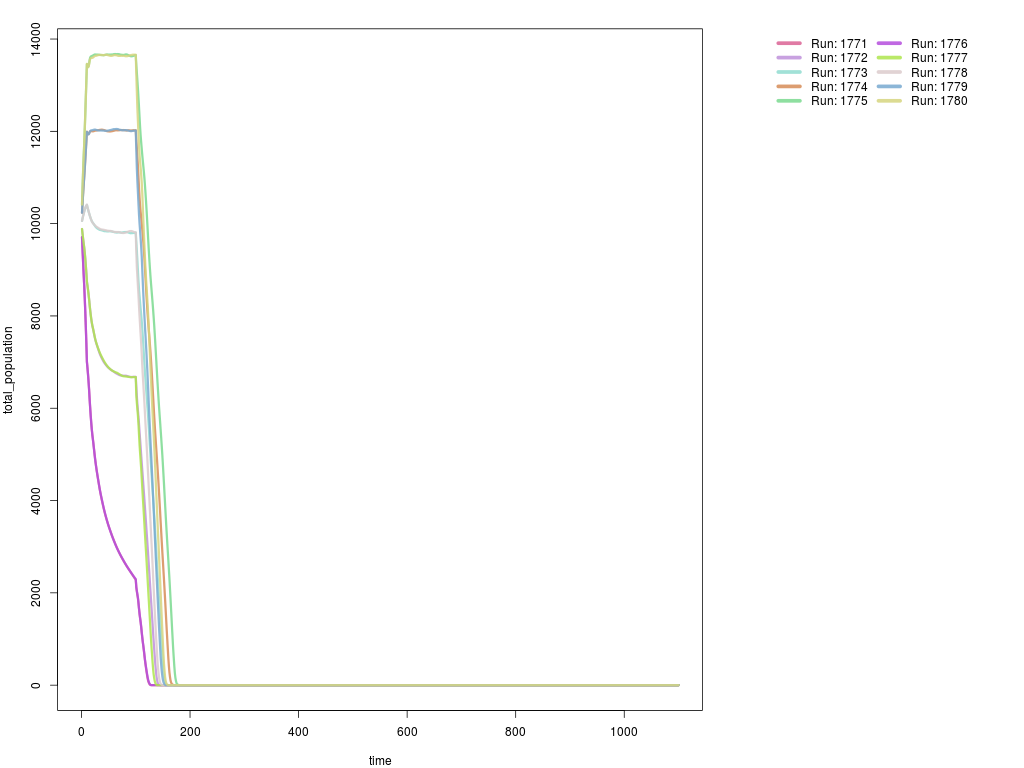 14000
12000
10000
8000
6000
4000
2000
0
total_population
0 200 400 600 800 1000
time
Run: 1771 Run: 1776
Run: 1772 Run: 1777
Run: 1773 Run: 1778
Run: 1774 Run: 1779
Run: 1775 Run: 1780